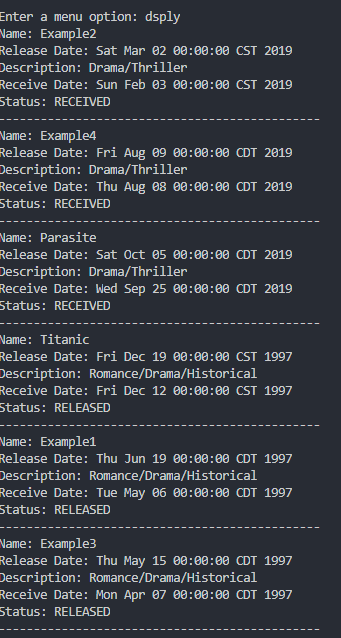 Enter a menu option: dsply
Name: Example2
Release Date: Sat Mar 02 00:00:00 CST 2019
Description: Drama/Thriller
Receive Date: Sun Feb 03 00:00:00 CST 2019
Status: RECEIVED
----------------------------------------
Name: Example4
Release Date: Fri Aug 09 00:00:00 CDT 2019
Description: Drama/Thriller
Receive Date: Thu Aug 08 00:00:00 CDT 2019
Status: RECEIVED
----------------------------------------
Name: Parasite
Release Date: Sat Oct 05 00:00:00 CDT 2019
Description: Drama/Thriller
Receive Date: Wed Sep 25 00:00:00 CDT 2019
Status: RECEIVED
----------------------------------------
Name: Titanic
Release Date: Fri Dec 19 00:00:00 CST 1997
Description: Romance/Drama/Historical
Receive Date: Fri Dec 12 00:00:00 CST 1997
Status: RELEASED
----------------------------------------
Name: Example1
Release Date: Thu Jun 19 00:00:00 CDT 1997
Description: Romance/Drama/Historical
Receive Date: Tue May 06 00:00:00 CDT 1997
Status: RELEASED
----------------------------------------
Name: Example3
Release Date: Thu May 15 00:00:00 CDT 1997
Description: Romance/Drama/Historical
Receive Date: Mon Apr 07 00:00:00 CDT 1997
Status: RELEASED
----------------------------------------